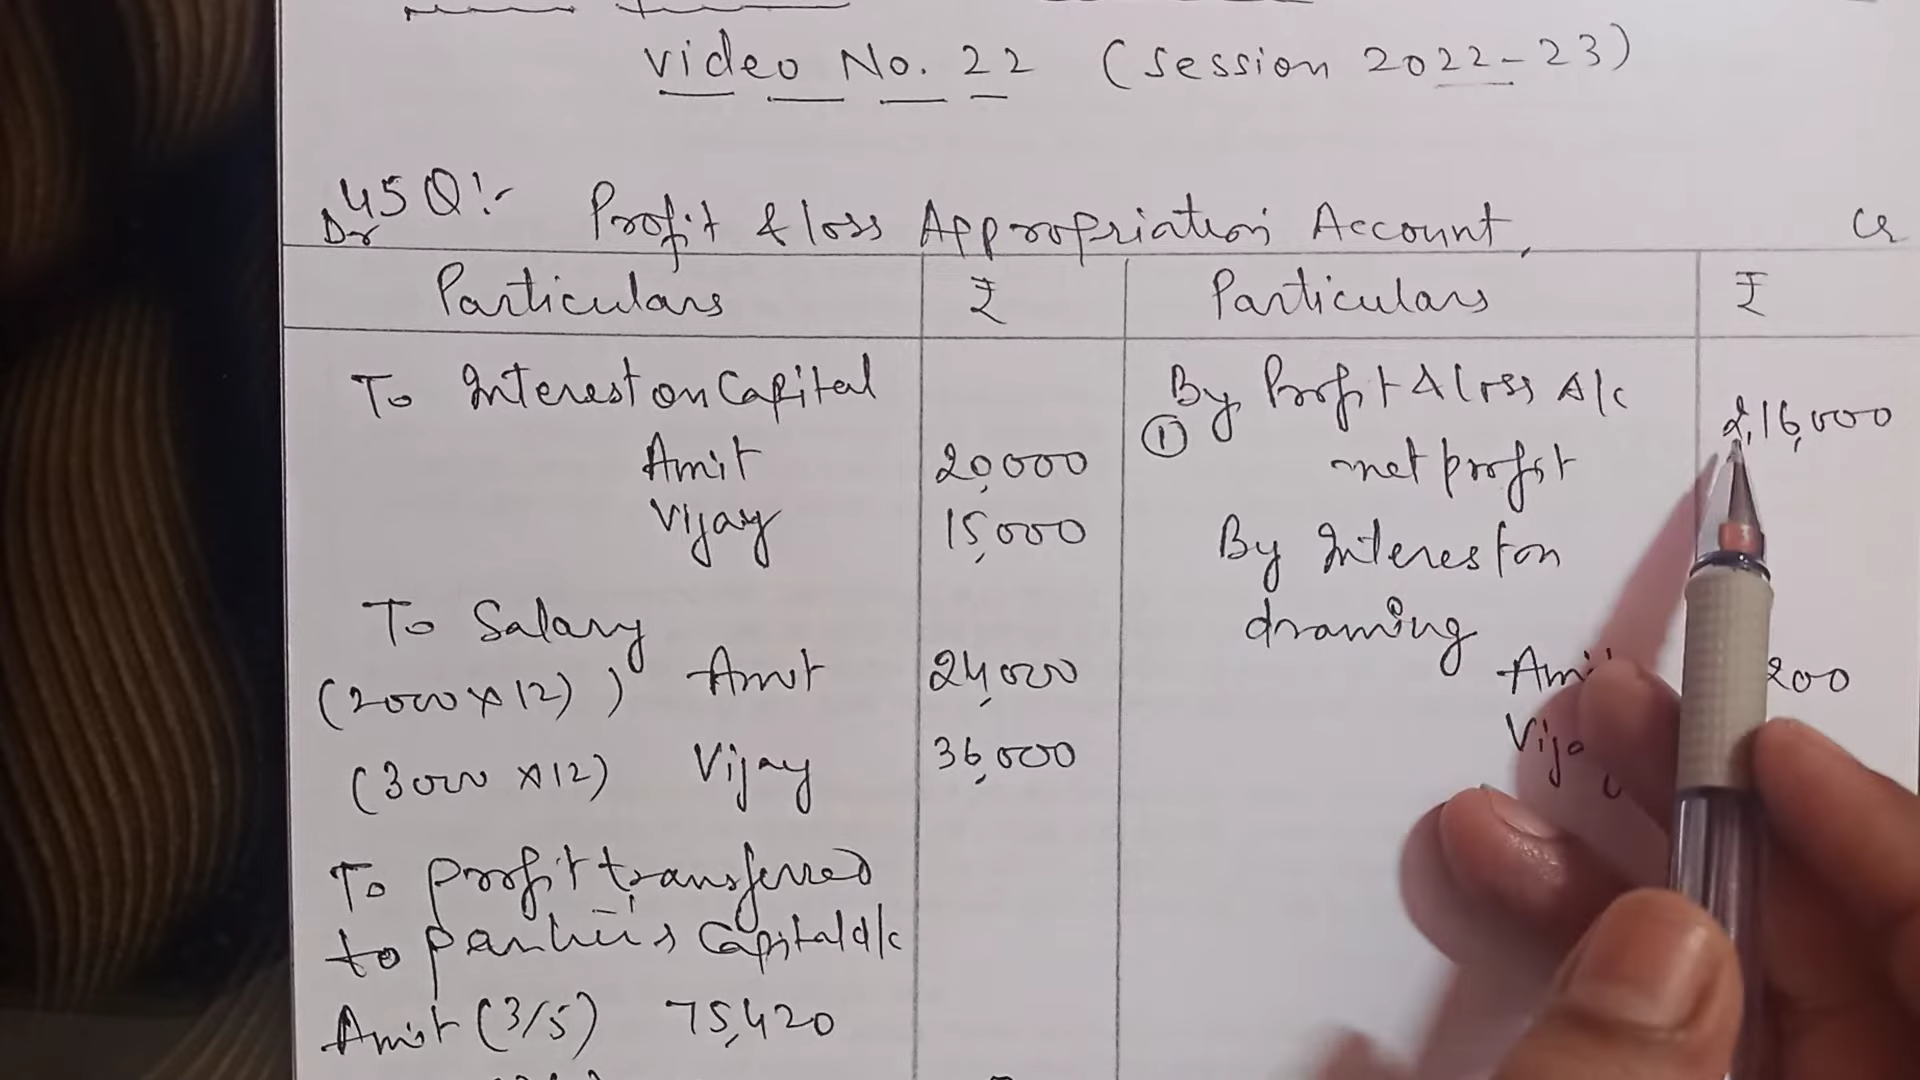 Video No. 22 (Session 2022-23)
45 Q:-
Dr Profit & loss Appropriation Account, Cr
Particulars ₹ Particulars ₹
To Interest on Capital By Profit & Loss A/c
① net profit 2,16,000
Amit 20,000
Vijay 15,000 By Interest on
drawing
To Salary
(2000 × 12) ) Amit 24,000 Ami 200
(3000 × 12) Vijay 36,000 Vijay
To profit transferred
to partner's Capital A/c
Amit (3/5) 75,420